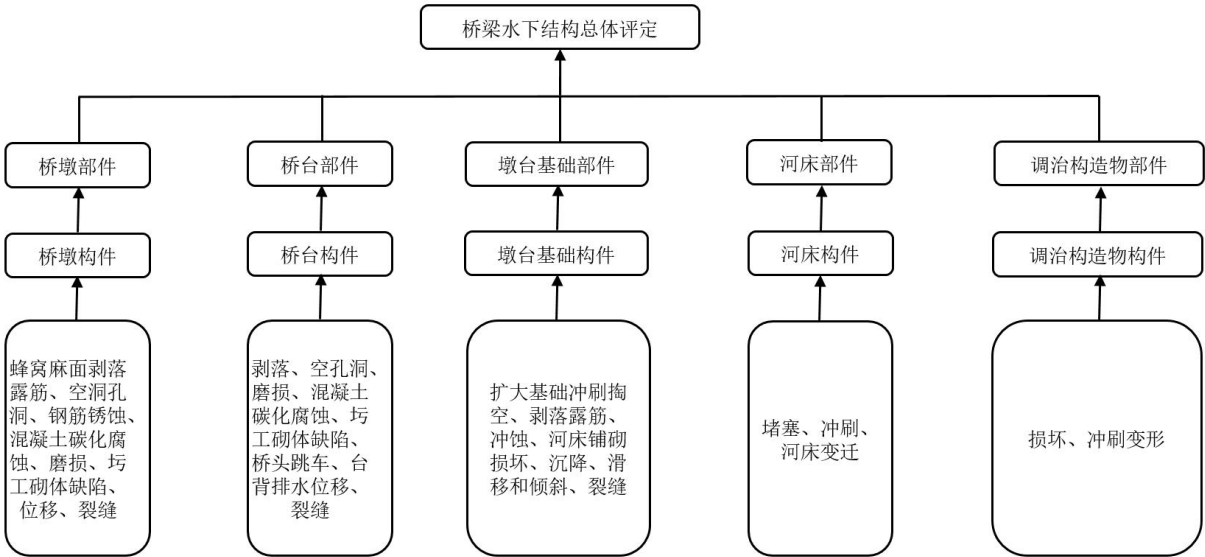 桥梁水下结构总体评定
桥墩部件
桥台部件
墩台基础部件
河床部件
调治构造物部件
桥墩构件
桥台构件
墩台基础构件
河床构件
调治构造物构件
蜂窝麻面剥落
露筋、空洞孔
洞、钢筋锈蚀、
混凝土碳化腐
蚀、磨损、圬
工砌体缺陷、
位移、裂缝
剥落、空孔洞、
磨损、混凝土
碳化腐蚀、圬
工砌体缺陷、
桥头跳车、台
背排水位移、
裂缝
扩大基础冲刷掏
空、剥落露筋、
冲蚀、河床铺砌
损坏、沉降、滑
移和倾斜、裂缝
堵塞、冲刷、
河床变迁
损坏、冲刷变形